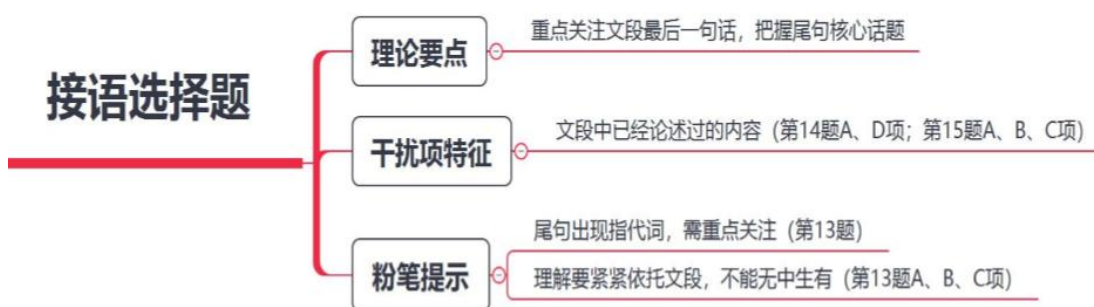 接语选择题
理论要点
重点关注文段最后一句话，把握尾句核心话题
干扰项特征
文段中已经论述过的内容（第14题A、D项；第15题A、B、C项）
粉笔提示
尾句出现指代词，需重点关注（第13题）
理解要紧紧依托文段，不能无中生有（第13题A、B、C项）